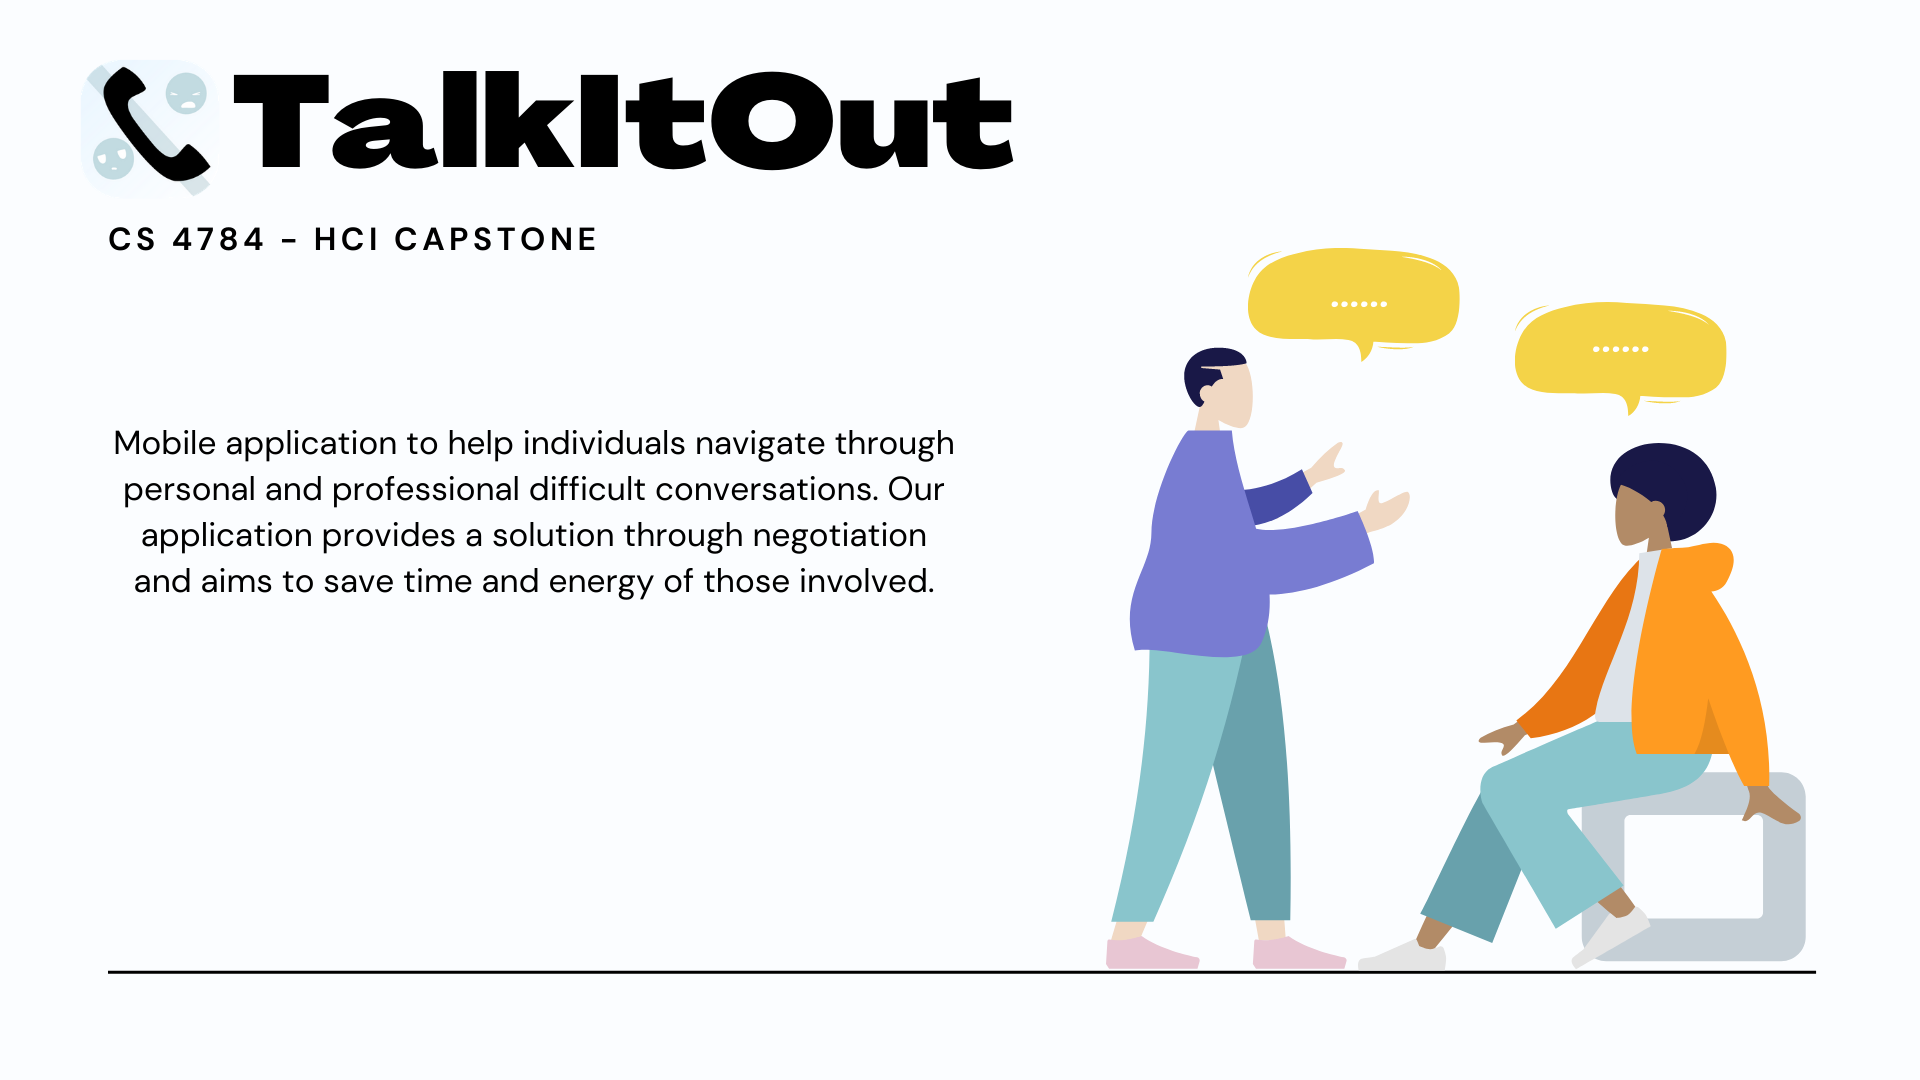 TalkItOut
CS 4784 - HCI CAPSTONE
Mobile application to help individuals navigate through
personal and professional difficult conversations. Our
application provides a solution through negotiation
and aims to save time and energy of those involved.